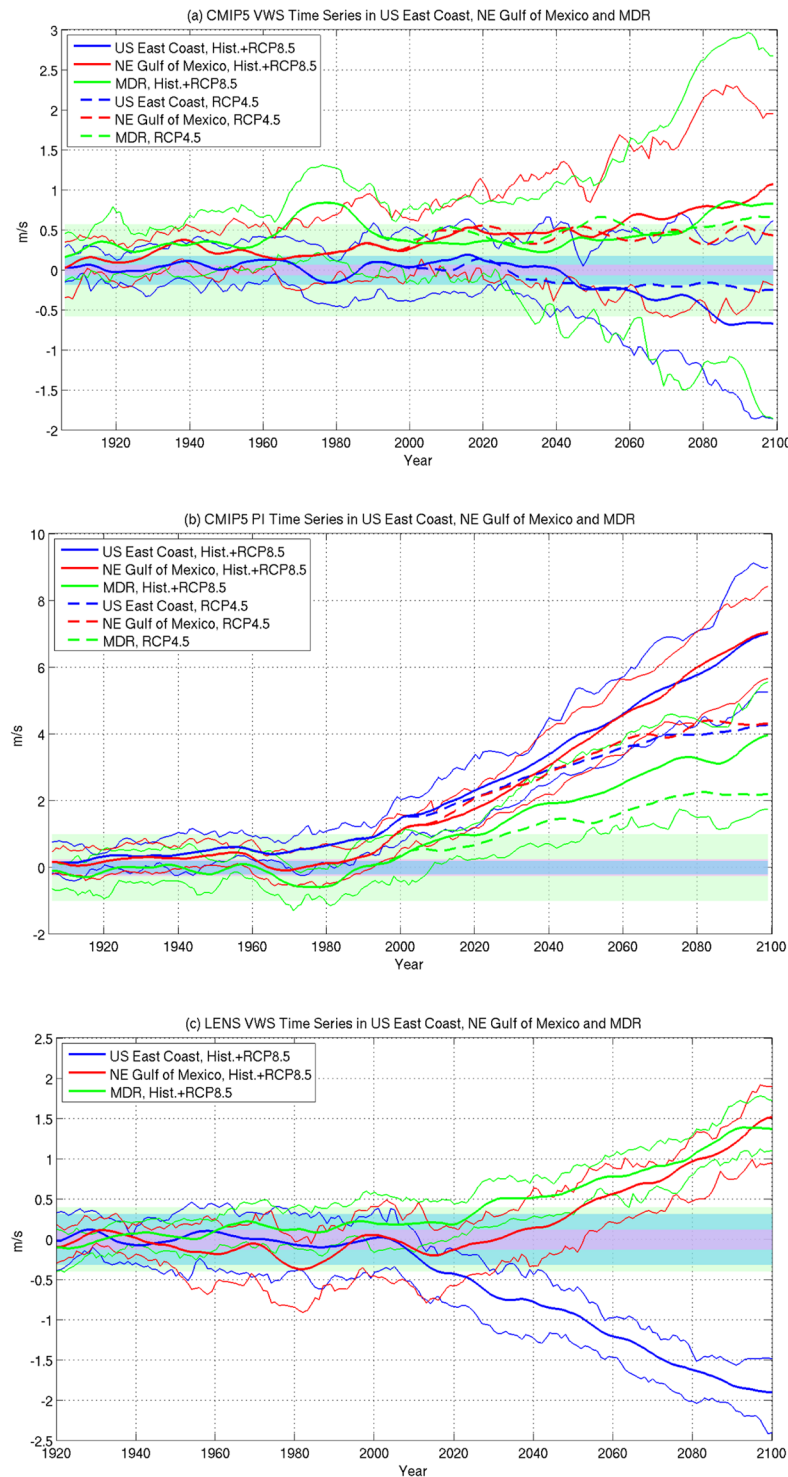 (a) CMIP5 VWS Time Series in US East Coast, NE Gulf of Mexico and MDR
3
2.5
2
1.5
1
0.5
0
-0.5
-1
-1.5
-2
m/s
US East Coast, Hist.+RCP8.5
NE Gulf of Mexico, Hist.+RCP8.5
MDR, Hist.+RCP8.5
US East Coast, RCP4.5
NE Gulf of Mexico, RCP4.5
MDR, RCP4.5
1920 1940 1960 1980 2000 2020 2040 2060 2080 2100
Year
(b) CMIP5 PI Time Series in US East Coast, NE Gulf of Mexico and MDR
10
8
6
4
2
0
-2
m/s
US East Coast, Hist.+RCP8.5
NE Gulf of Mexico, Hist.+RCP8.5
MDR, Hist.+RCP8.5
US East Coast, RCP4.5
NE Gulf of Mexico, RCP4.5
MDR, RCP4.5
1920 1940 1960 1980 2000 2020 2040 2060 2080 2100
Year
(c) LENS VWS Time Series in US East Coast, NE Gulf of Mexico and MDR
2.5
2
1.5
1
0.5
0
-0.5
-1
-1.5
-2
-2.5
m/s
US East Coast, Hist.+RCP8.5
NE Gulf of Mexico, Hist.+RCP8.5
MDR, Hist.+RCP8.5
1920 1940 1960 1980 2000 2020 2040 2060 2080 2100
Year